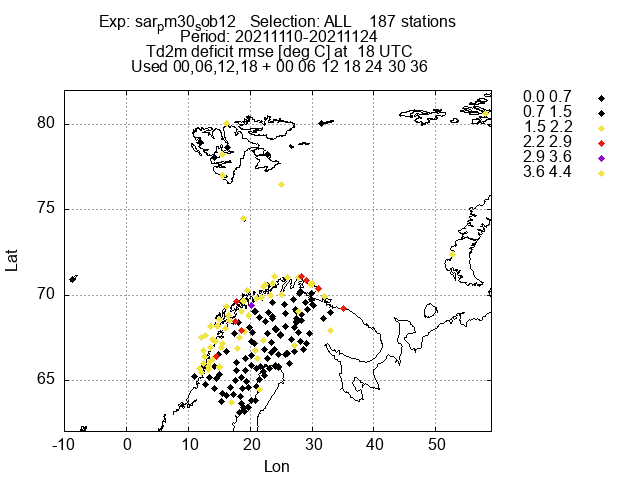 Exp: sarpm30sob12 Selection: ALL 187 stations
Period: 20211110-20211124
Td2m deficit rmse [deg C] at 18 UTC
Used 00,06,12,18 + 00 06 12 18 24 30 36
0.0 0.7
0.7 1.5
1.5 2.2
2.2 2.9
2.9 3.6
3.6 4.4
80
75
70
65
Lat
-10 0 10 20 30 40 50
Lon